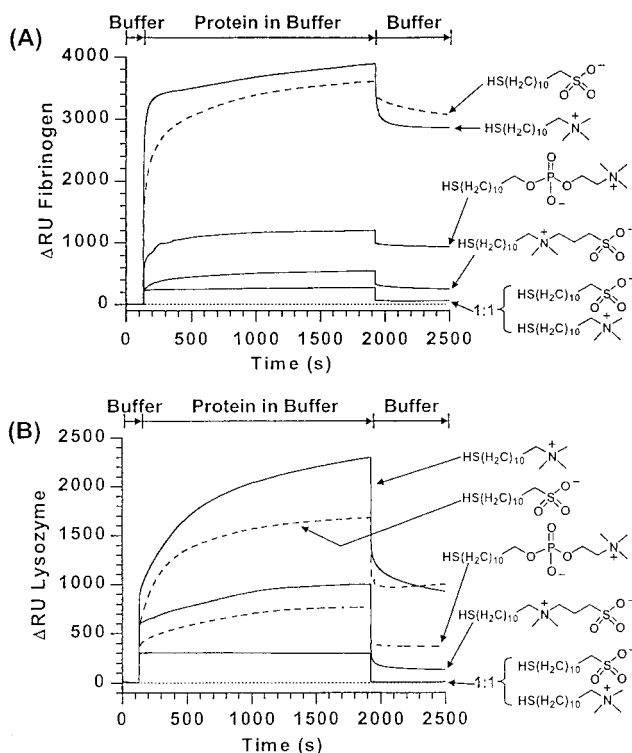 (A)
Buffer Protein in Buffer Buffer
ΔRU Fibrinogen
4000
3000
2000
1000
0
0 500 1000 1500 2000 2500
Time (s)
HS(H₂C)₁₀ S O⁻ O O
HS(H₂C)₁₀ N⁺
HS(H₂C)₁₀ O P O O⁻ O N⁺
HS(H₂C)₁₀ N⁺ S O⁻ O O
1:1
HS(H₂C)₁₀ S O⁻ O O
HS(H₂C)₁₀ N⁺
(B)
Buffer Protein in Buffer Buffer
ΔRU Lysozyme
2500
2000
1500
1000
500
0
0 500 1000 1500 2000 2500
Time (s)
HS(H₂C)₁₀ N⁺
HS(H₂C)₁₀ S O⁻ O O
HS(H₂C)₁₀ O P O O⁻ O N⁺
HS(H₂C)₁₀ N⁺ S O⁻ O O
1:1
HS(H₂C)₁₀ S O⁻ O O
HS(H₂C)₁₀ N⁺